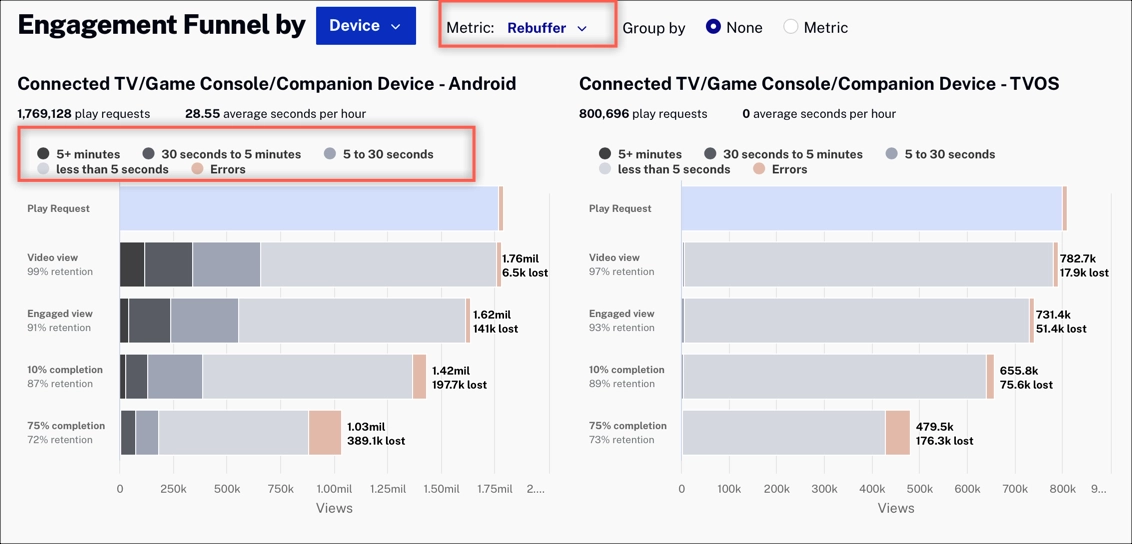 Engagement Funnel by Device Metric: Rebuffer Group by None Metric
Connected TV/Game Console/Companion Device - Android
1,769,128 play requests 28.55 average seconds per hour
5+ minutes 30 seconds to 5 minutes 5 to 30 seconds
less than 5 seconds Errors
Play Request
Video view
99% retention
1.76mil
6.5k lost
Engaged view
91% retention
1.62mil
141k lost
10% completion
87% retention
1.42mil
197.7k lost
75% completion
72% retention
1.03mil
389.1k lost
0 250k 500k 750k 1.00mil 1.25mil 1.50mil 1.75mil 2....
Views
Connected TV/Game Console/Companion Device - TVOS
800,696 play requests 0 average seconds per hour
5+ minutes 30 seconds to 5 minutes 5 to 30 seconds
less than 5 seconds Errors
Play Request
Video view
97% retention
782.7k
17.9k lost
Engaged view
93% retention
731.4k
51.4k lost
10% completion
89% retention
655.8k
75.6k lost
75% completion
73% retention
479.5k
176.3k lost
0 100k 200k 300k 400k 500k 600k 700k 800k 9...
Views